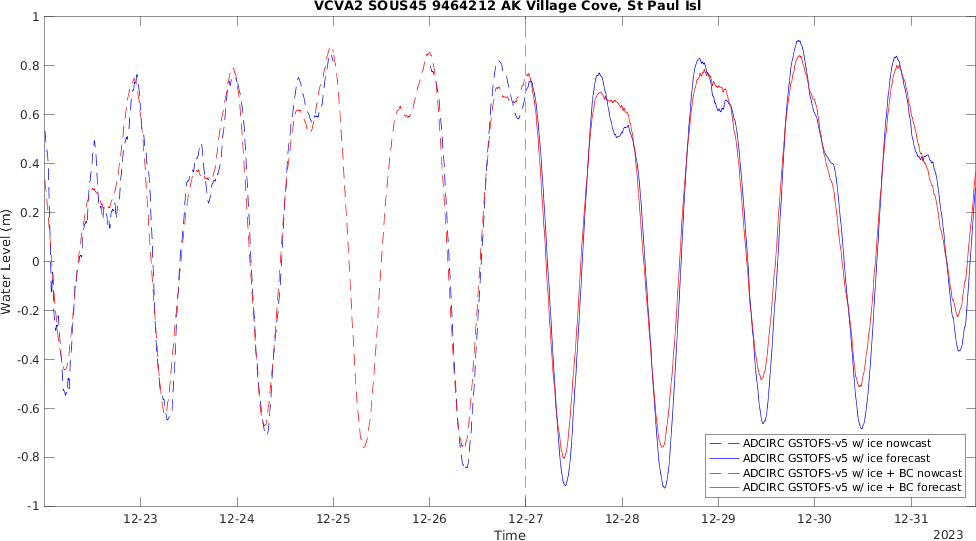 VCVA2 SOUS45 9464212 AK Village Cove, St Paul Isl
Water Level (m)
1
0.8
0.6
0.4
0.2
0
-0.2
-0.4
-0.6
-0.8
-1
ADCIRC GSTOFS-v5 w/ ice nowcast
ADCIRC GSTOFS-v5 w/ ice forecast
ADCIRC GSTOFS-v5 w/ ice + BC nowcast
ADCIRC GSTOFS-v5 w/ ice + BC forecast
12-23 12-24 12-25 12-26 12-27 12-28 12-29 12-30 12-31
Time
2023